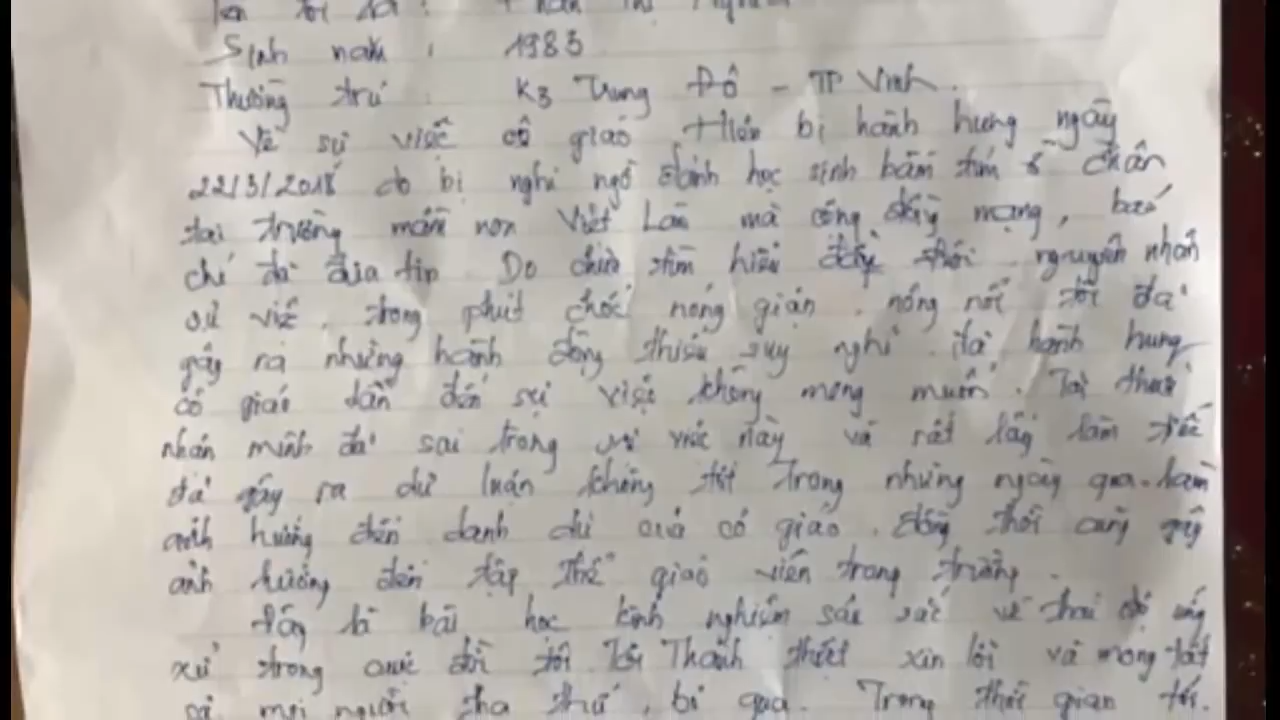 Tên tôi là :
Sinh năm : 1983
Thường trú : K3 Trung Đô - TP Vinh.
Về sự việc cô giáo Hiền bị hành hung ngày
22/3/2018 do bị nghi ngờ đánh học sinh bầm tím ở chân
tại trường mầm non Việt Lào mà cộng đồng mạng, báo
chí đã đưa tin. Do chưa tìm hiểu nguyên nhân
sự việc, trong phút chốc nóng giận, nông nổi tôi đã
gây ra những hành động thiếu suy nghĩ đã hành hung
cô giáo dẫn đến sự việc không mong muốn. Tôi
nhân mình đã sai trong sự việc này và rất lấy làm tiếc
đã gây ra dư luận không tốt trong những ngày qua. Làm
ảnh hưởng đến danh dự của cô giáo. Đồng thời cũng gây
ảnh hưởng đến tập thể giáo viên trong trường.
Đây là bài học kinh nghiệm sâu sắc về thái độ ứng
xử trong cuộc đời tôi. Tôi Thành thật xin lỗi và mong tất
cả mọi người tha thứ, bỏ qua. Trong thời gian tới.